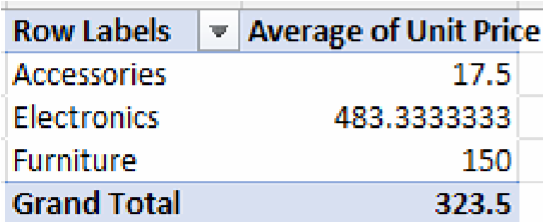 Row Labels Average of Unit Price
Accessories 17.5
Electronics 483.3333333
Furniture 150
Grand Total 323.5